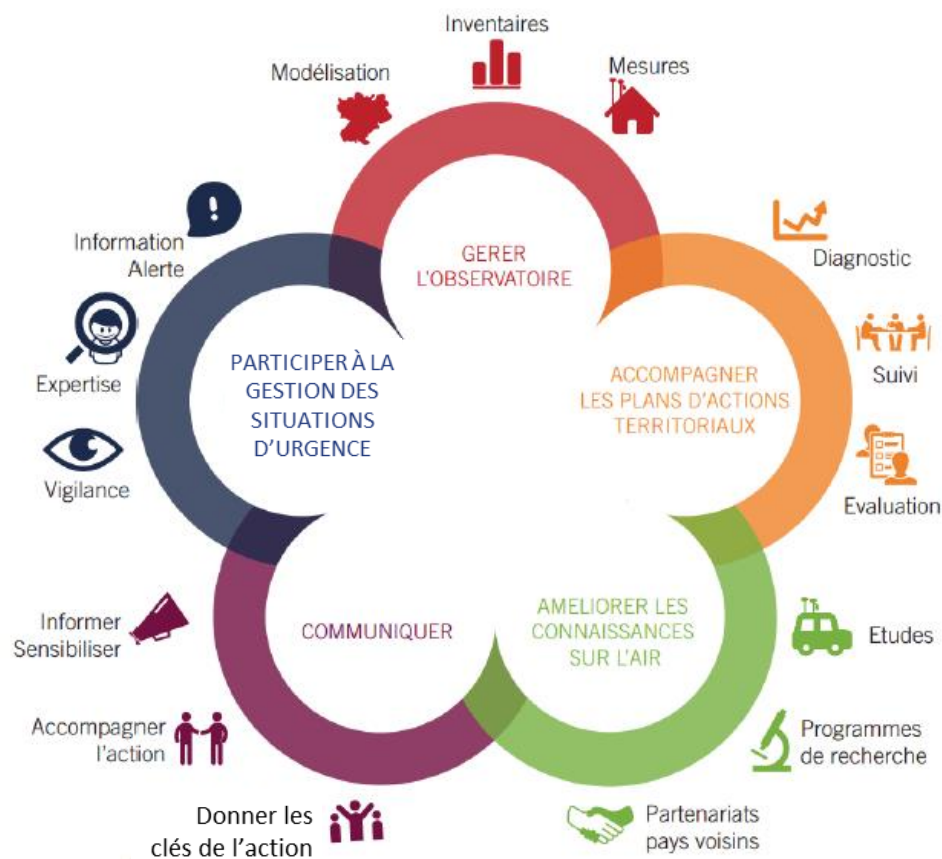 Inventaires
Modélisation
Mesures
GERER
L'OBSERVATOIRE
Information
Alerte
Expertise
Vigilance
PARTICIPER À LA
GESTION DES
SITUATIONS
D’URGENCE
Diagnostic
Suivi
Evaluation
ACCOMPAGNER
LES PLANS D'ACTIONS
TERRITORIAUX
Informer
Sensibiliser
Accompagner
l'action
Donner les
clés de l’action
COMMUNIQUER
AMELIORER LES
CONNAISSANCES
SUR L'AIR
Etudes
Programmes
de recherche
Partenariats
pays voisins